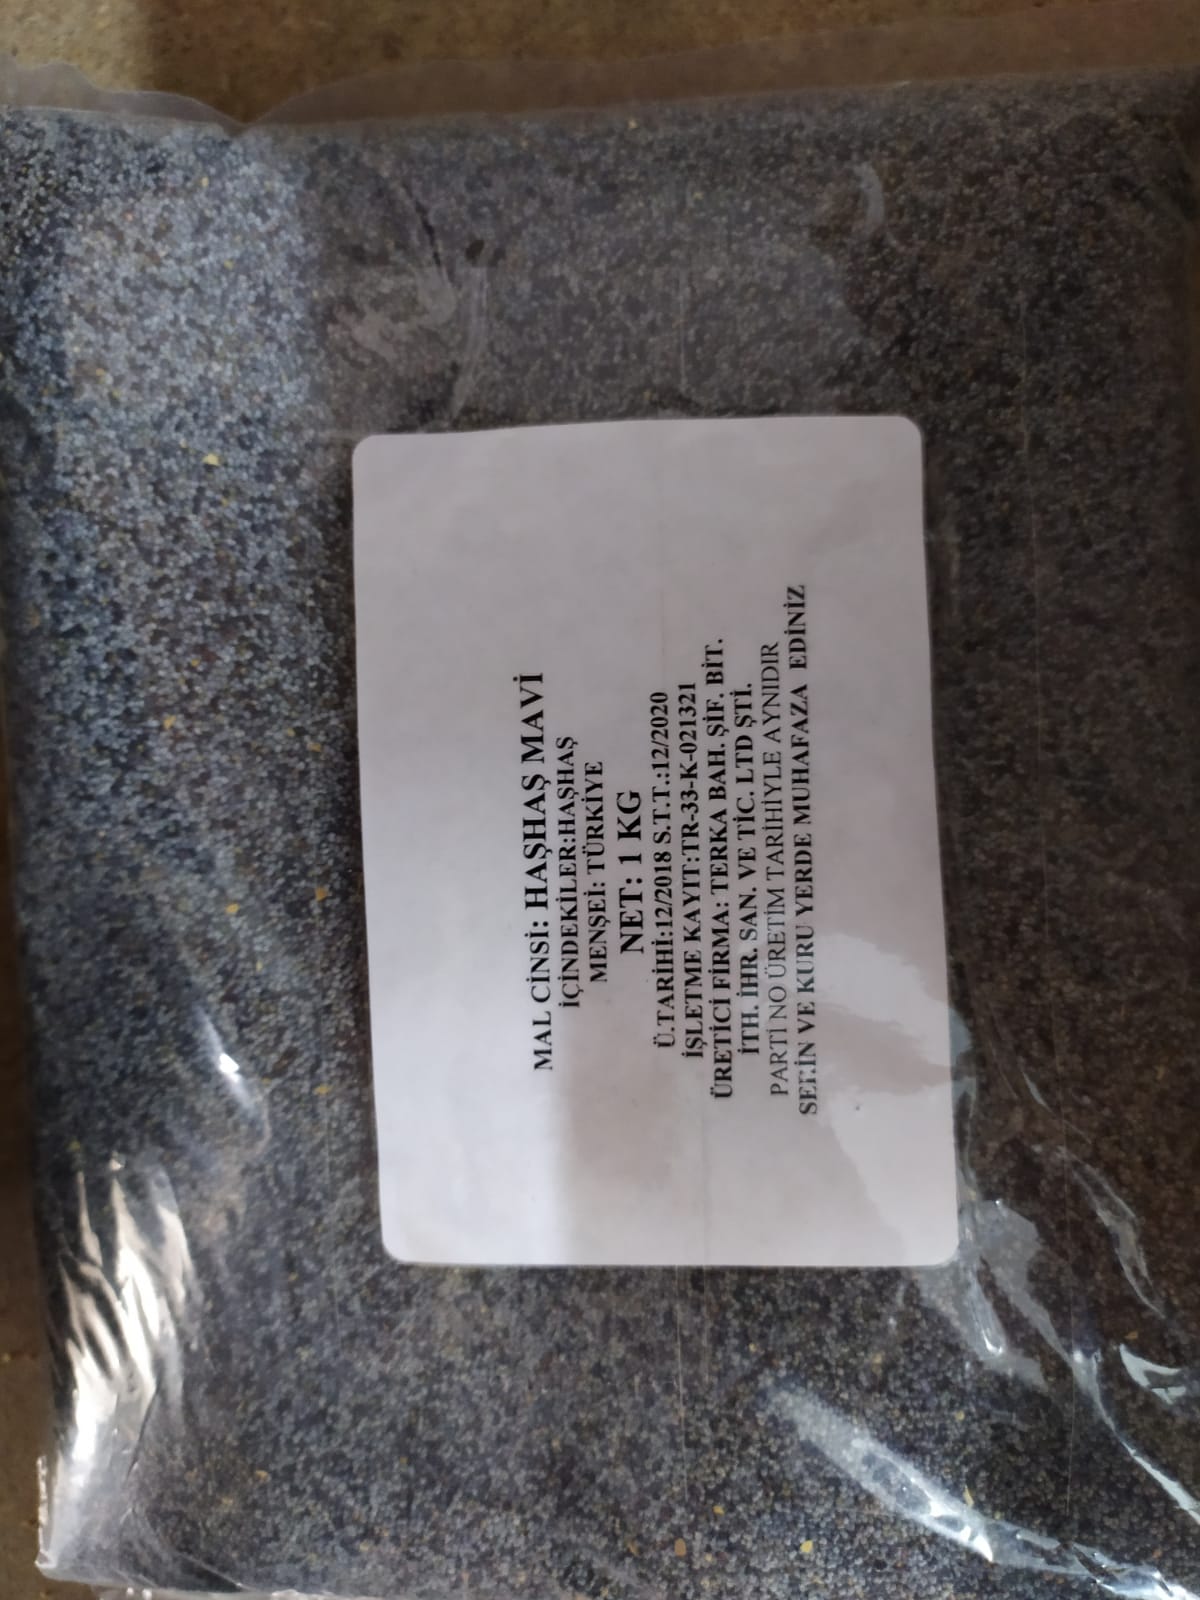 MAL CİNSİ: HAŞHAŞ MAVİ
İÇİNDEKİLER:HAŞHAŞ
MENŞEİ: TÜRKİYE
NET: 1 KG
Ü.TARİHİ:12/2018 S.T.T.:12/2020
İŞLETME KAYIT:TR-33-K-021321
ÜRETİCİ FİRMA: TERKA BAH. ŞİF. BİT.
İTH. İHR. SAN. VE TİC. LTD ŞTİ.
PARTİ NO ÜRETİM TARİHİYLE AYNIDIR
SERİN VE KURU YERDE MUHAFAZA EDİNİZ